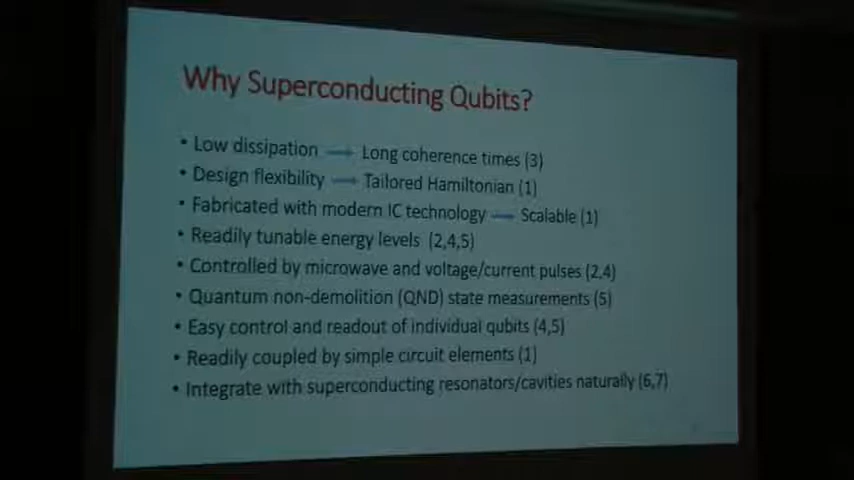 Why Superconducting Qubits?
• Low dissipation → Long coherence times (3)
• Design flexibility → Tailored Hamiltonian (1)
• Fabricated with modern IC technology → Scalable (1)
• Readily tunable energy levels (2,4,5)
• Controlled by microwave and voltage/current pulses (2,4)
• Quantum non-demolition (QND) state measurements (5)
• Easy control and readout of individual qubits (4,5)
• Readily coupled by simple circuit elements (1)
• Integrate with superconducting resonators/cavities naturally (6,7)